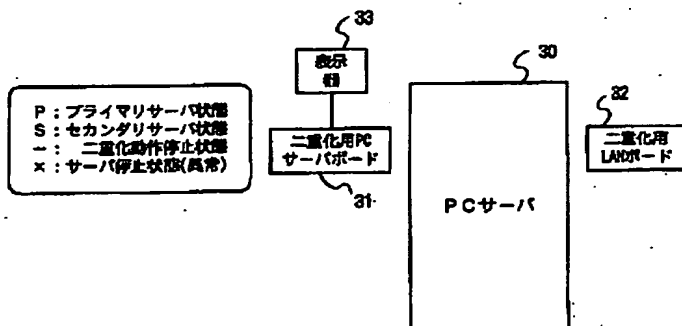 33
表示
器
30
P：プライマリサーバ状態
S：セカンダリサーバ状態
－： 二重化動作停止状態
×：サーバ停止状態(異常)
二重化用PC
サーバボード
31
32
二重化用
LANボード
PCサーバ